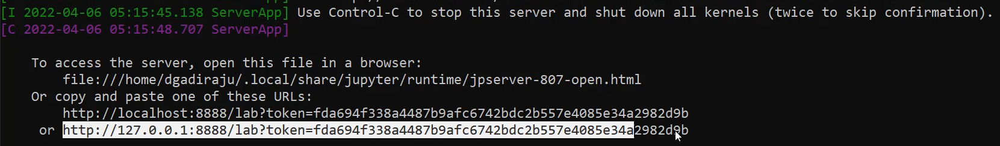 [I 2022-04-06 05:15:45.138 ServerApp] Use Control-C to stop this server and shut down all kernels (twice to skip confirmation).
[C 2022-04-06 05:15:48.707 ServerApp]
To access the server, open this file in a browser:
file:///home/dgadiraju/.local/share/jupyter/runtime/jpserver-807-open.html
Or copy and paste one of these URLs:
http://localhost:8888/lab?token=fda694f338a4487b9afc6742bdc2b557e4085e34a2982d9b
or http://127.0.0.1:8888/lab?token=fda694f338a4487b9afc6742bdc2b557e4085e34a2982d9b